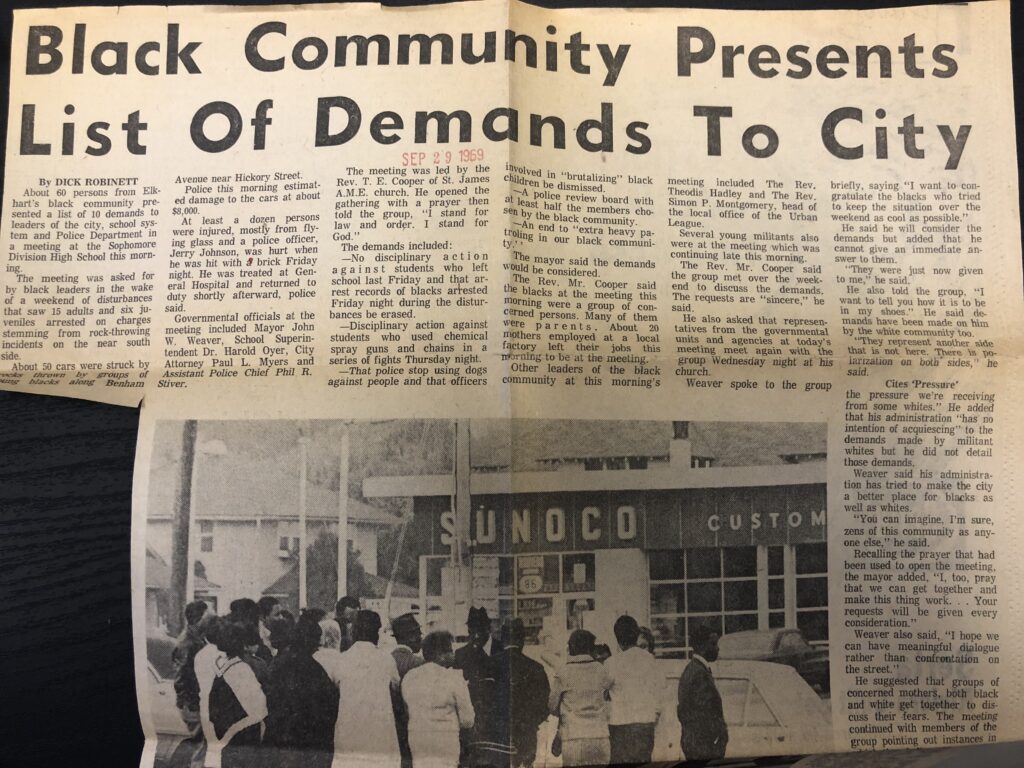 Black Community Presents
List Of Demands To City
SEP 29 1969
By DICK ROBINETT
About 60 persons from Elk-
hart's black community pre-
sented a list of 10 demands to
leaders of the city, school sys-
tem and Police Department in
a meeting at the Sophomore
Division High School this morn-
ing.
The meeting was asked for
by black leaders in the wake
of a weekend of disturbances
that saw 15 adults and six ju-
veniles arrested on charges
stemming from rock-throwing
incidents on the near south
side.
About 50 cars were struck by
rocks thrown by groups of
young blacks along Benham
Avenue near Hickory Street.
Police this morning estimat-
ed damage to the cars at about
$8,000.
At least a dozen persons
were injured, mostly from fly-
ing glass and a police officer,
Jerry Johnson, was hurt when
he was hit with a brick Friday
night. He was treated at Gen-
eral Hospital and returned to
duty shortly afterward, police
said.
Governmental officials at the
meeting included Mayor John
W. Weaver, School Superin-
tendent Dr. Harold Oyer, City
Attorney Paul L. Myers and
Assistant Police Chief Phil R.
Stiver.
The meeting was led by the
Rev. T. E. Cooper of St. James
A.M.E. church. He opened the
gathering with a prayer then
told the group, "I stand for
law and order. I stand for
God."
The demands included:
—No disciplinary action
against students who left
school last Friday and that ar-
rest records of blacks arrested
Friday night during the distur-
bances be erased.
—Disciplinary action against
students who used chemical
spray guns and chains in a
series of fights Thursday night.
—That police stop using dogs
against people and that officers
involved in "brutalizing" black
children be dismissed.
—A police review board with
at least half the members cho-
sen by the black community.
—An end to "extra heavy pa-
troling in our black communi-
ty."
The mayor said the demands
would be considered.
The Rev. Mr. Cooper said
the blacks at the meeting this
morning were a group of con-
cerned persons. Many of them
were parents. About 20
mothers employed at a local
factory left their jobs this
morning to be at the meeting.
Other leaders of the black
community at this morning's
meeting included The Rev.
Theodis Hadley and The Rev.
Simon P. Montgomery, head of
the local office of the Urban
League.
Several young militants also
were at the meeting which was
continuing late this morning.
The Rev. Mr. Cooper said
the group met over the week-
end to discuss the demands.
The requests are "sincere," he
said.
He also asked that represen-
tatives from the governmental
units and agencies at today's
meeting meet again with the
group Wednesday night at his
church.
Weaver spoke to the group
briefly, saying "I want to con-
gratulate the blacks who tried
to keep the situation over the
weekend as cool as possible."
He said he will consider the
demands but added that he
cannot give an immediate an-
swer to them.
"They were just now given
to me," he said.
He also told the group, "I
want to tell you how it is to be
in my shoes." He said de-
mands have been made on him
by the white community too.
"They represent another side
that is not here. There is po-
larization on both sides," he
said.
Cites 'Pressure'
the pressure we're receiving
from some whites." He added
that his administration "has no
intention of acquiescing" to the
demands made by militant
whites but he did not detail
those demands.
Weaver said his administra-
tion has tried to make the city
a better place for blacks as
well as whites.
"You can imagine, I'm sure,
zens of this community as any-
one else," he said.
Recalling the prayer that had
been used to open the meeting,
the mayor added, "I, too, pray
that we can get together and
make this thing work. . . Your
requests will be given every
consideration."
Weaver also said, "I hope we
can have meaningful dialogue
rather than confrontation on
the street."
He suggested that groups of
concerned mothers, both black
and white get together to dis-
cuss their fears. The meeting
continued with members of the
group pointing out instances in
SUNOCO
CUSTOM